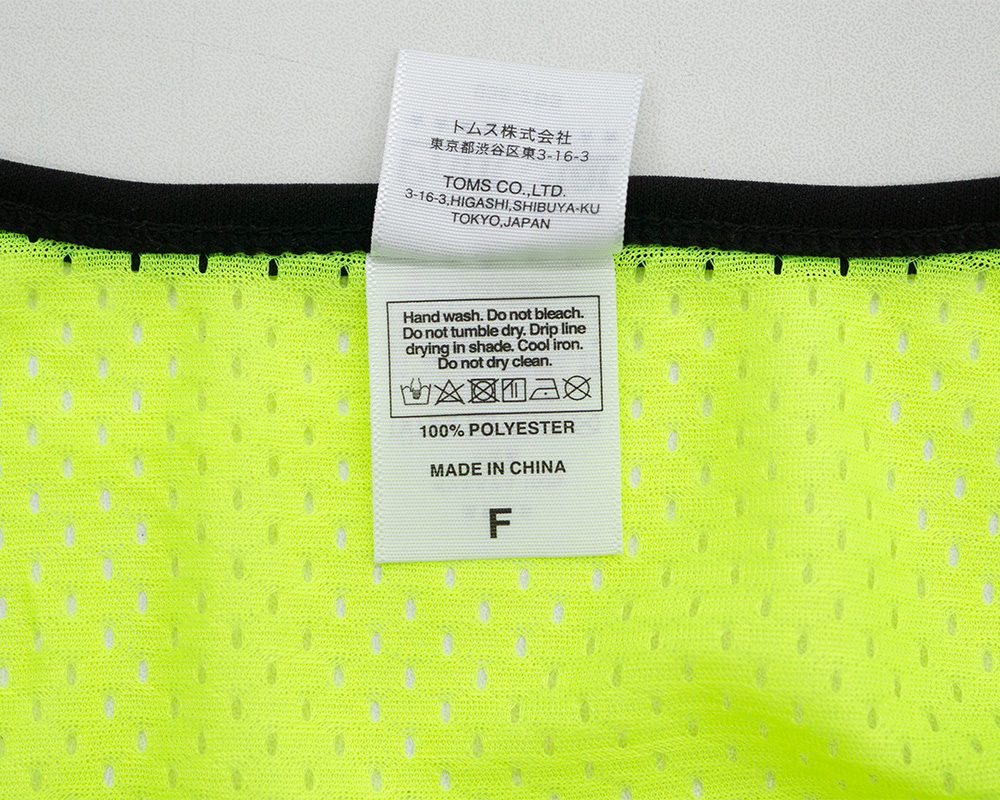 トムス株式会社
東京都渋谷区東3-16-3
TOMS CO.,LTD.
3-16-3,HIGASHI,SHIBUYA-KU
TOKYO,JAPAN
Hand wash. Do not bleach.
Do not tumble dry. Drip line
drying in shade. Cool iron.
Do not dry clean.
100% POLYESTER
MADE IN CHINA
F